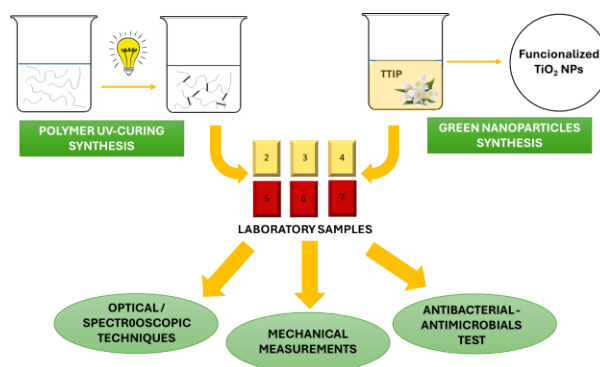 TTIP
Funcionalized
TiO₂ NPs
POLYMER UV-CURING
SYNTHESIS
GREEN NANOPARTICLES
SYNTHESIS
2 3 4
5 6 7
LABORATORY SAMPLES
OPTICAL /
SPECTR0OSCOPIC
TECHNIQUES
MECHANICAL
MEASUREMENTS
ANTIBACTERIAL -
ANTIMICROBIALS
TEST